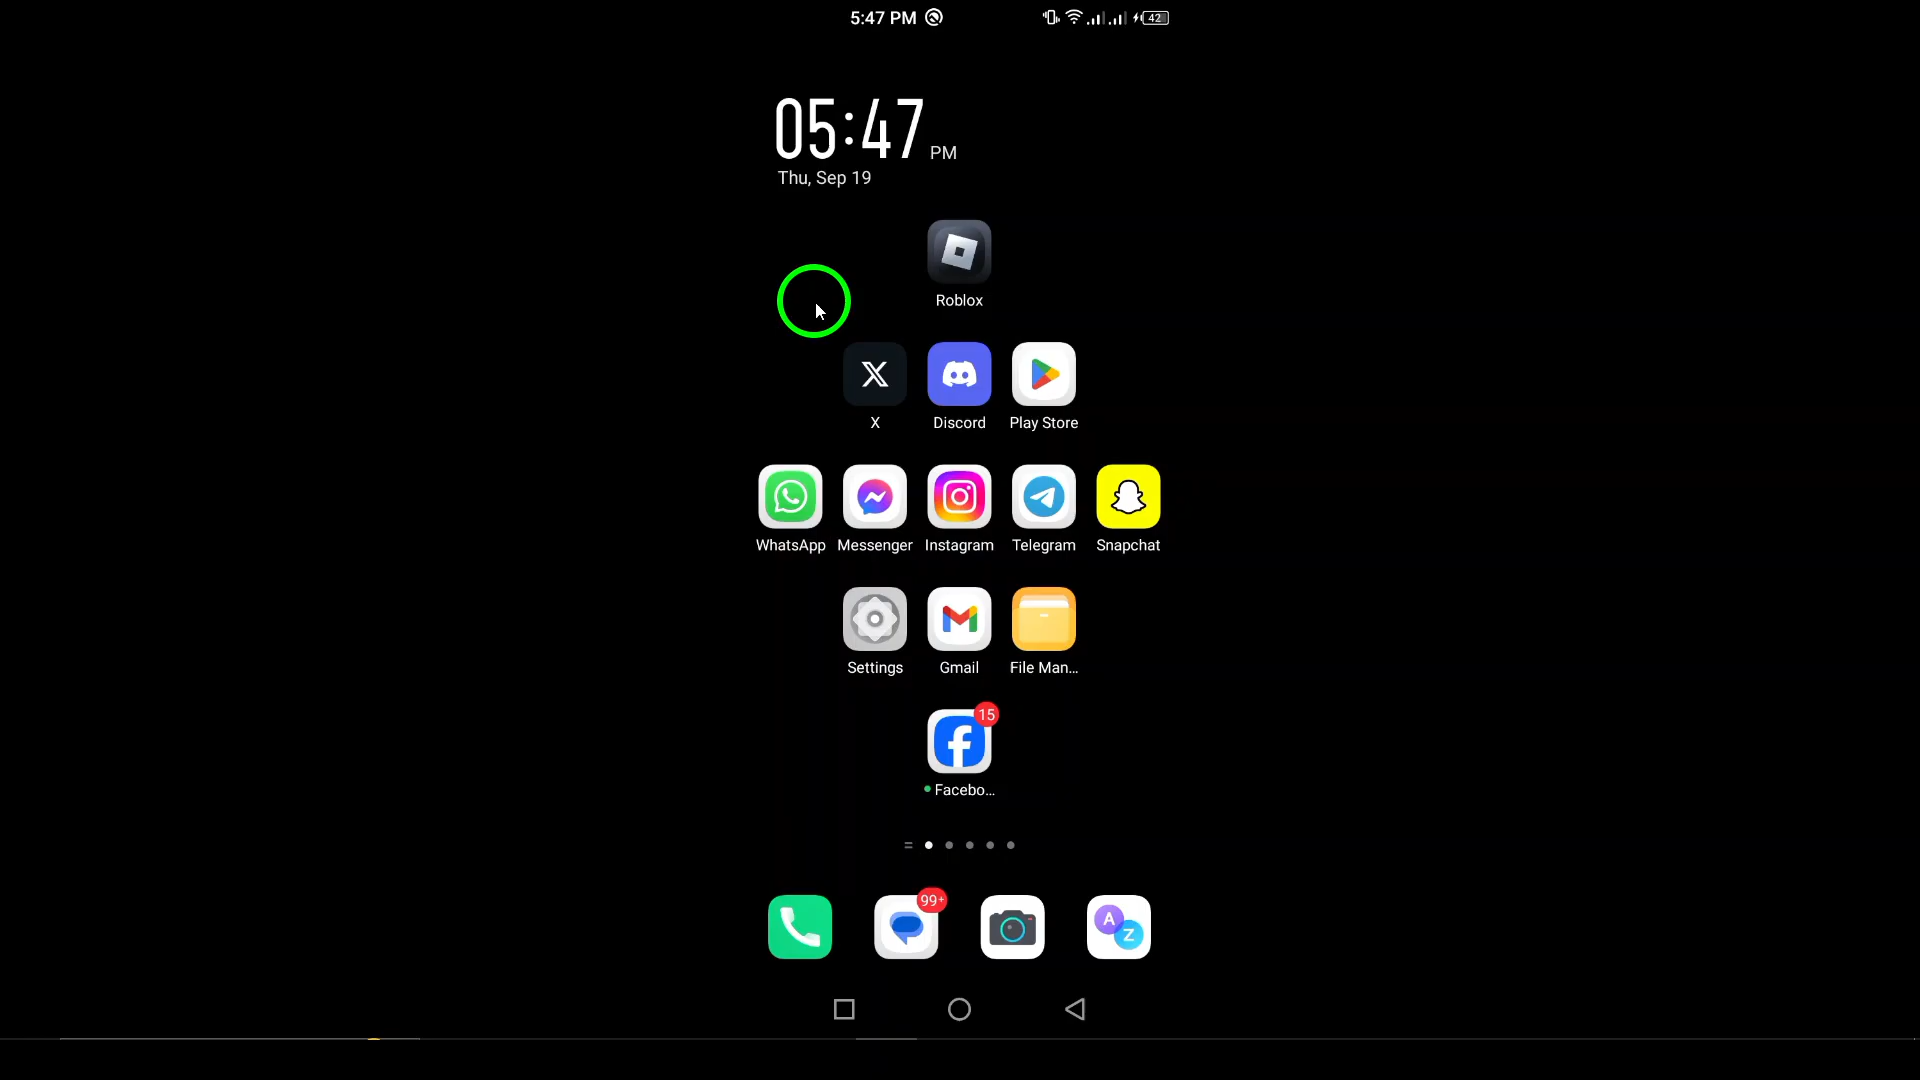 5:47 PM
42
05:47 PM
Thu, Sep 19
Roblox
X Discord Play Store
WhatsApp Messenger Instagram Telegram Snapchat
Settings Gmail File Man...
15
Facebo...
99+
A Z